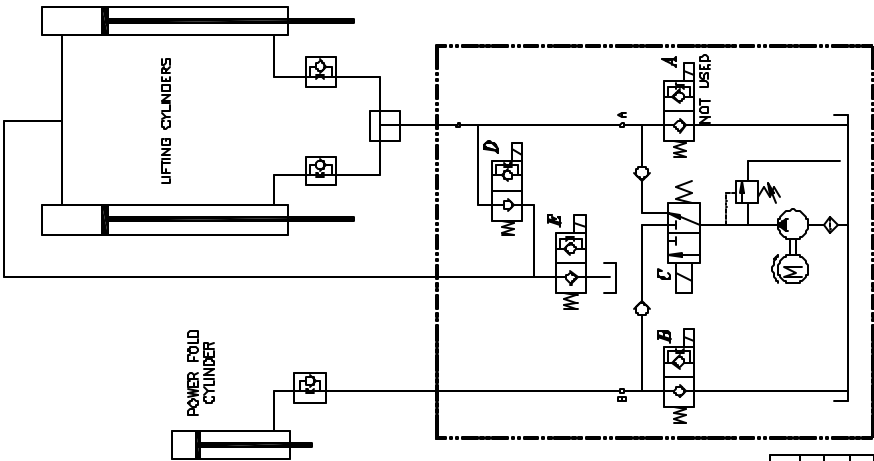 LIFTING CYLINDERS
POWER FOLD
CYLINDER
A
NOT USED
A
D
E
C
B
B
M